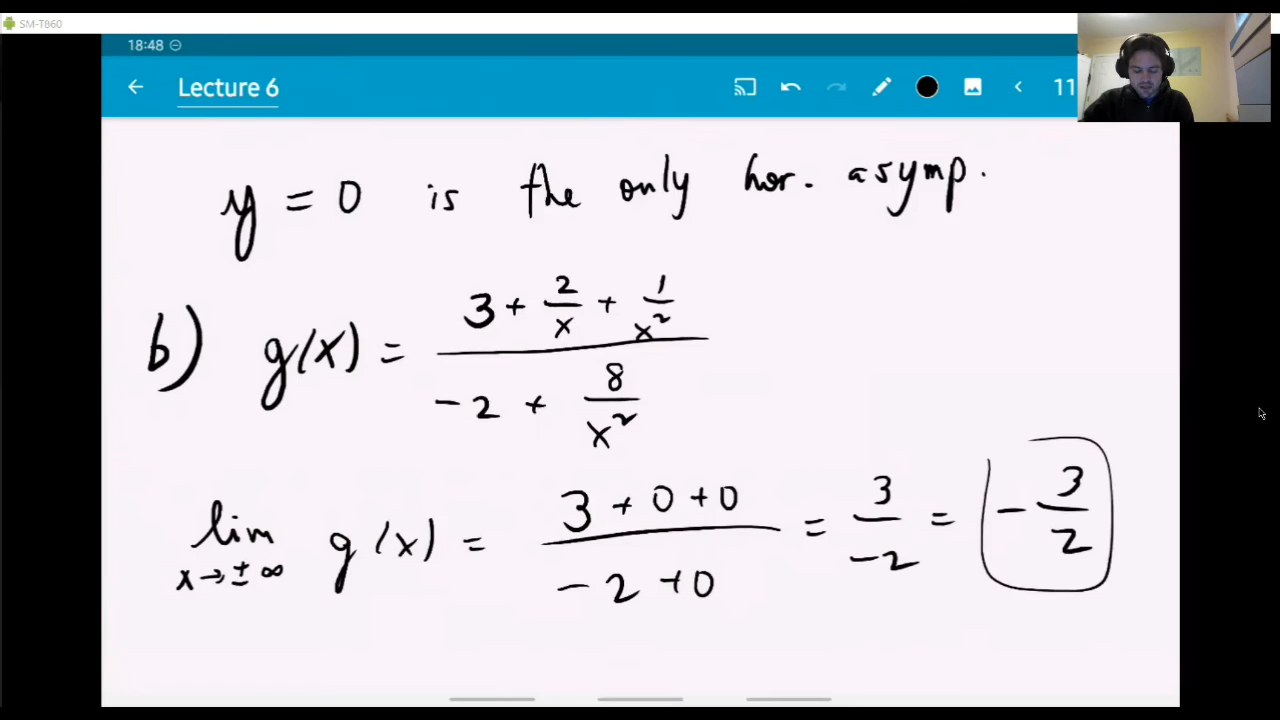 SM-T860
18:48
Lecture 6
11
y = 0 is the only hor. asymp.
b) g(x) = (3 + 2/x + 1/x²) / (-2 + 8/x²)
lim x→±∞ g(x) = (3 + 0 + 0) / (-2 + 0) = 3/-2 = -3/2